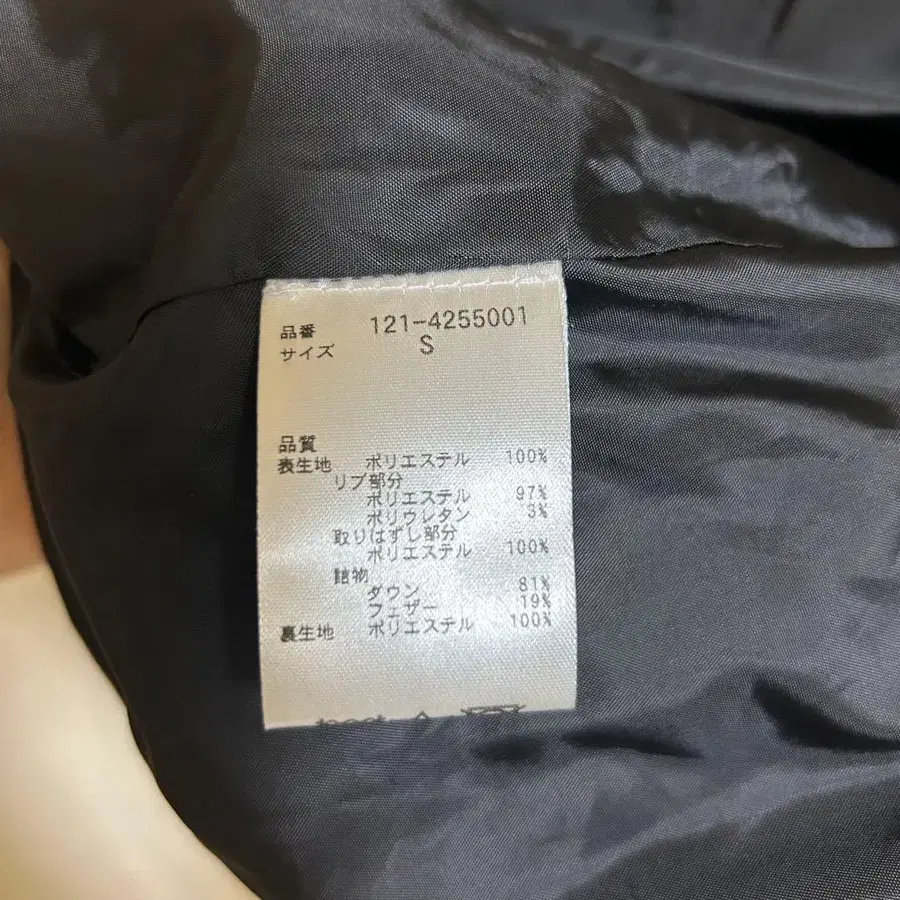 品番 121-4255001
サイズ S
品質
表生地 ポリエステル 100%
リブ部分
ポリエステル 97%
ポリウレタン 3%
取りはずし部分
ポリエステル 100%
詰物
ダウン 81%
フェザー 19%
裏生地 ポリエステル 100%